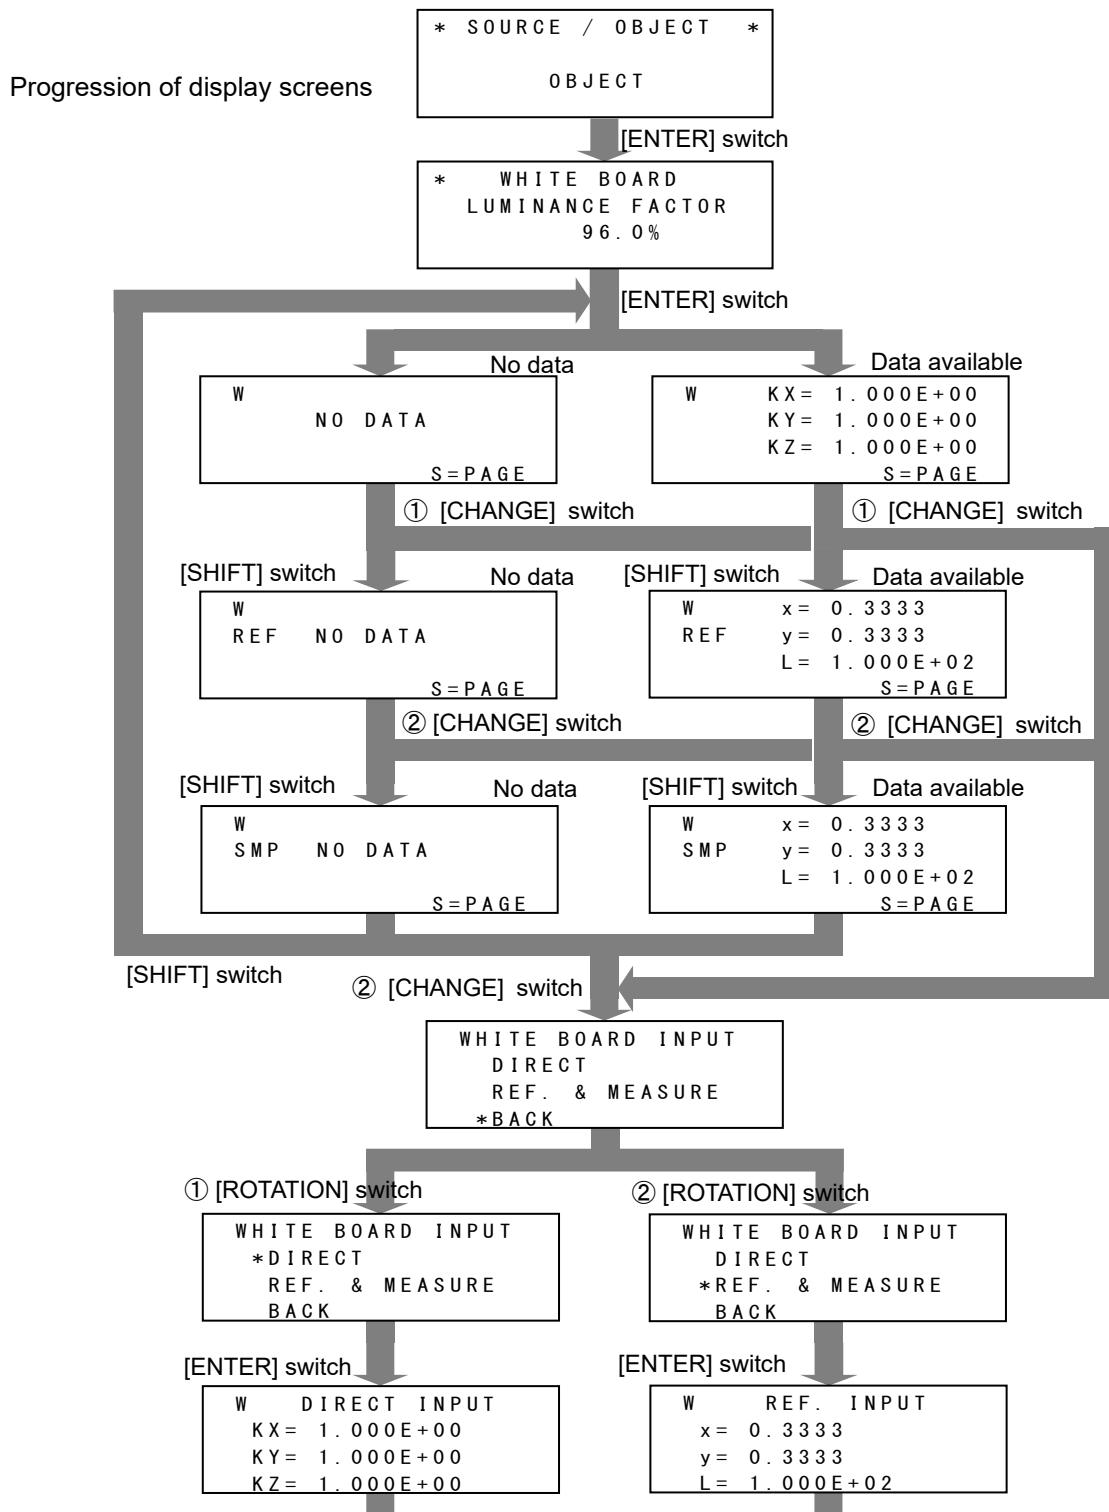 * SOURCE / OBJECT *
OBJECT
Progression of display screens
[ENTER] switch
* WHITE BOARD
LUMINANCE FACTOR
96.0%
[ENTER] switch
No data
Data available
W
NO DATA
S=PAGE
W KX= 1.000E+00
KY= 1.000E+00
KZ= 1.000E+00
S=PAGE
① [CHANGE] switch
① [CHANGE] switch
[SHIFT] switch
No data
[SHIFT] switch
Data available
W
REF NO DATA
S=PAGE
W x= 0.3333
REF y= 0.3333
L= 1.000E+02
S=PAGE
② [CHANGE] switch
② [CHANGE] switch
[SHIFT] switch
No data
[SHIFT] switch
Data available
W
SMP NO DATA
S=PAGE
W x= 0.3333
SMP y= 0.3333
L= 1.000E+02
S=PAGE
[SHIFT] switch
② [CHANGE] switch
WHITE BOARD INPUT
DIRECT
REF. & MEASURE
*BACK
① [ROTATION] switch
② [ROTATION] switch
WHITE BOARD INPUT
*DIRECT
REF. & MEASURE
BACK
WHITE BOARD INPUT
DIRECT
*REF. & MEASURE
BACK
[ENTER] switch
[ENTER] switch
W DIRECT INPUT
KX= 1.000E+00
KY= 1.000E+00
KZ= 1.000E+00
W REF. INPUT
x= 0.3333
y= 0.3333
L= 1.000E+02